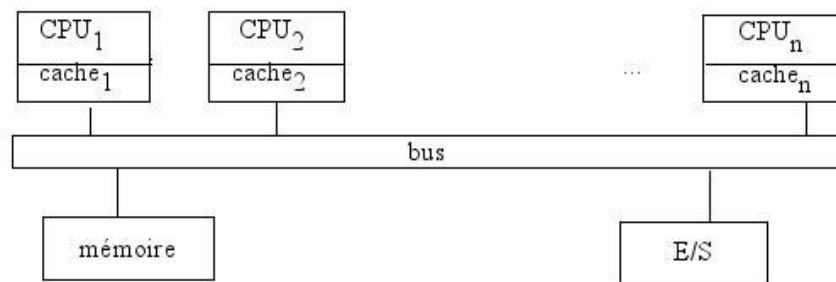 CPU1
CPU2
CPUn
cache1
cache2
...
cachen
bus
mémoire
E/S